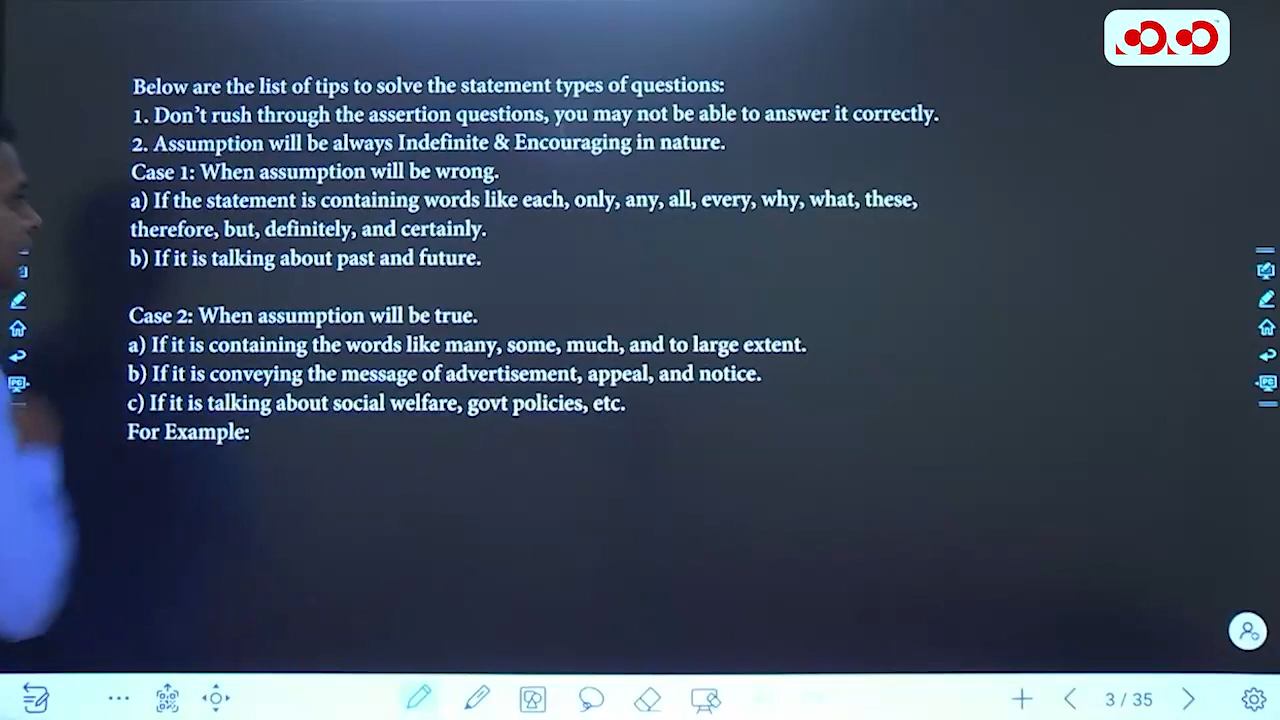 Below are the list of tips to solve the statement types of questions:
1. Don't rush through the assertion questions, you may not be able to answer it correctly.
2. Assumption will be always Indefinite & Encouraging in nature.
Case 1: When assumption will be wrong.
a) If the statement is containing words like each, only, any, all, every, why, what, these,
therefore, but, definitely, and certainly.
b) If it is talking about past and future.
Case 2: When assumption will be true.
a) If it is containing the words like many, some, much, and to large extent.
b) If it is conveying the message of advertisement, appeal, and notice.
c) If it is talking about social welfare, govt policies, etc.
For Example:
PC
PC
3 / 35